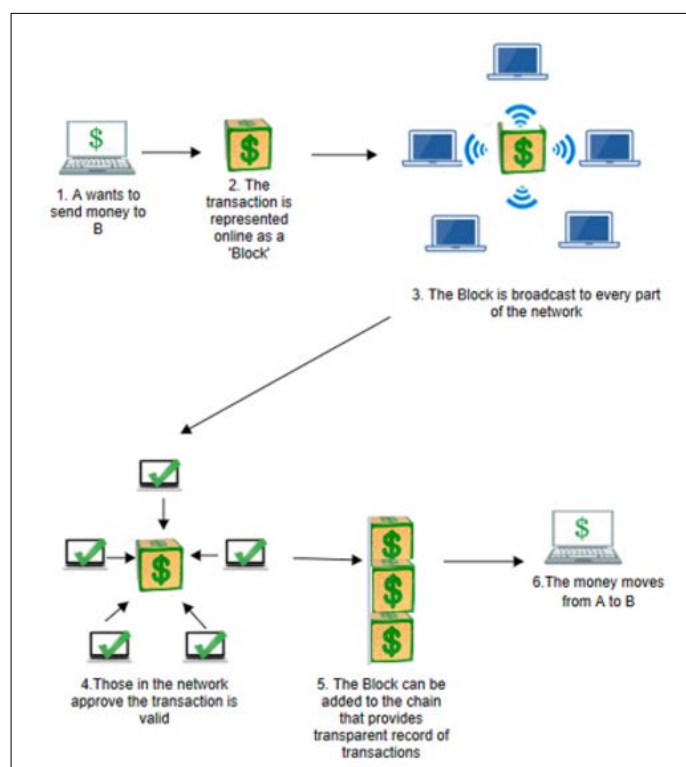 $
$
$
1. A wants to
send money to
B
2. The
transaction is
represented
online as a
'Block'
3. The Block is broadcast to every part
of the network
$
$
$
$
$
4.Those in the network
approve the transaction is
valid
5. The Block can be
added to the chain
that provides
transparent record of
transactions
6.The money moves
from A to B